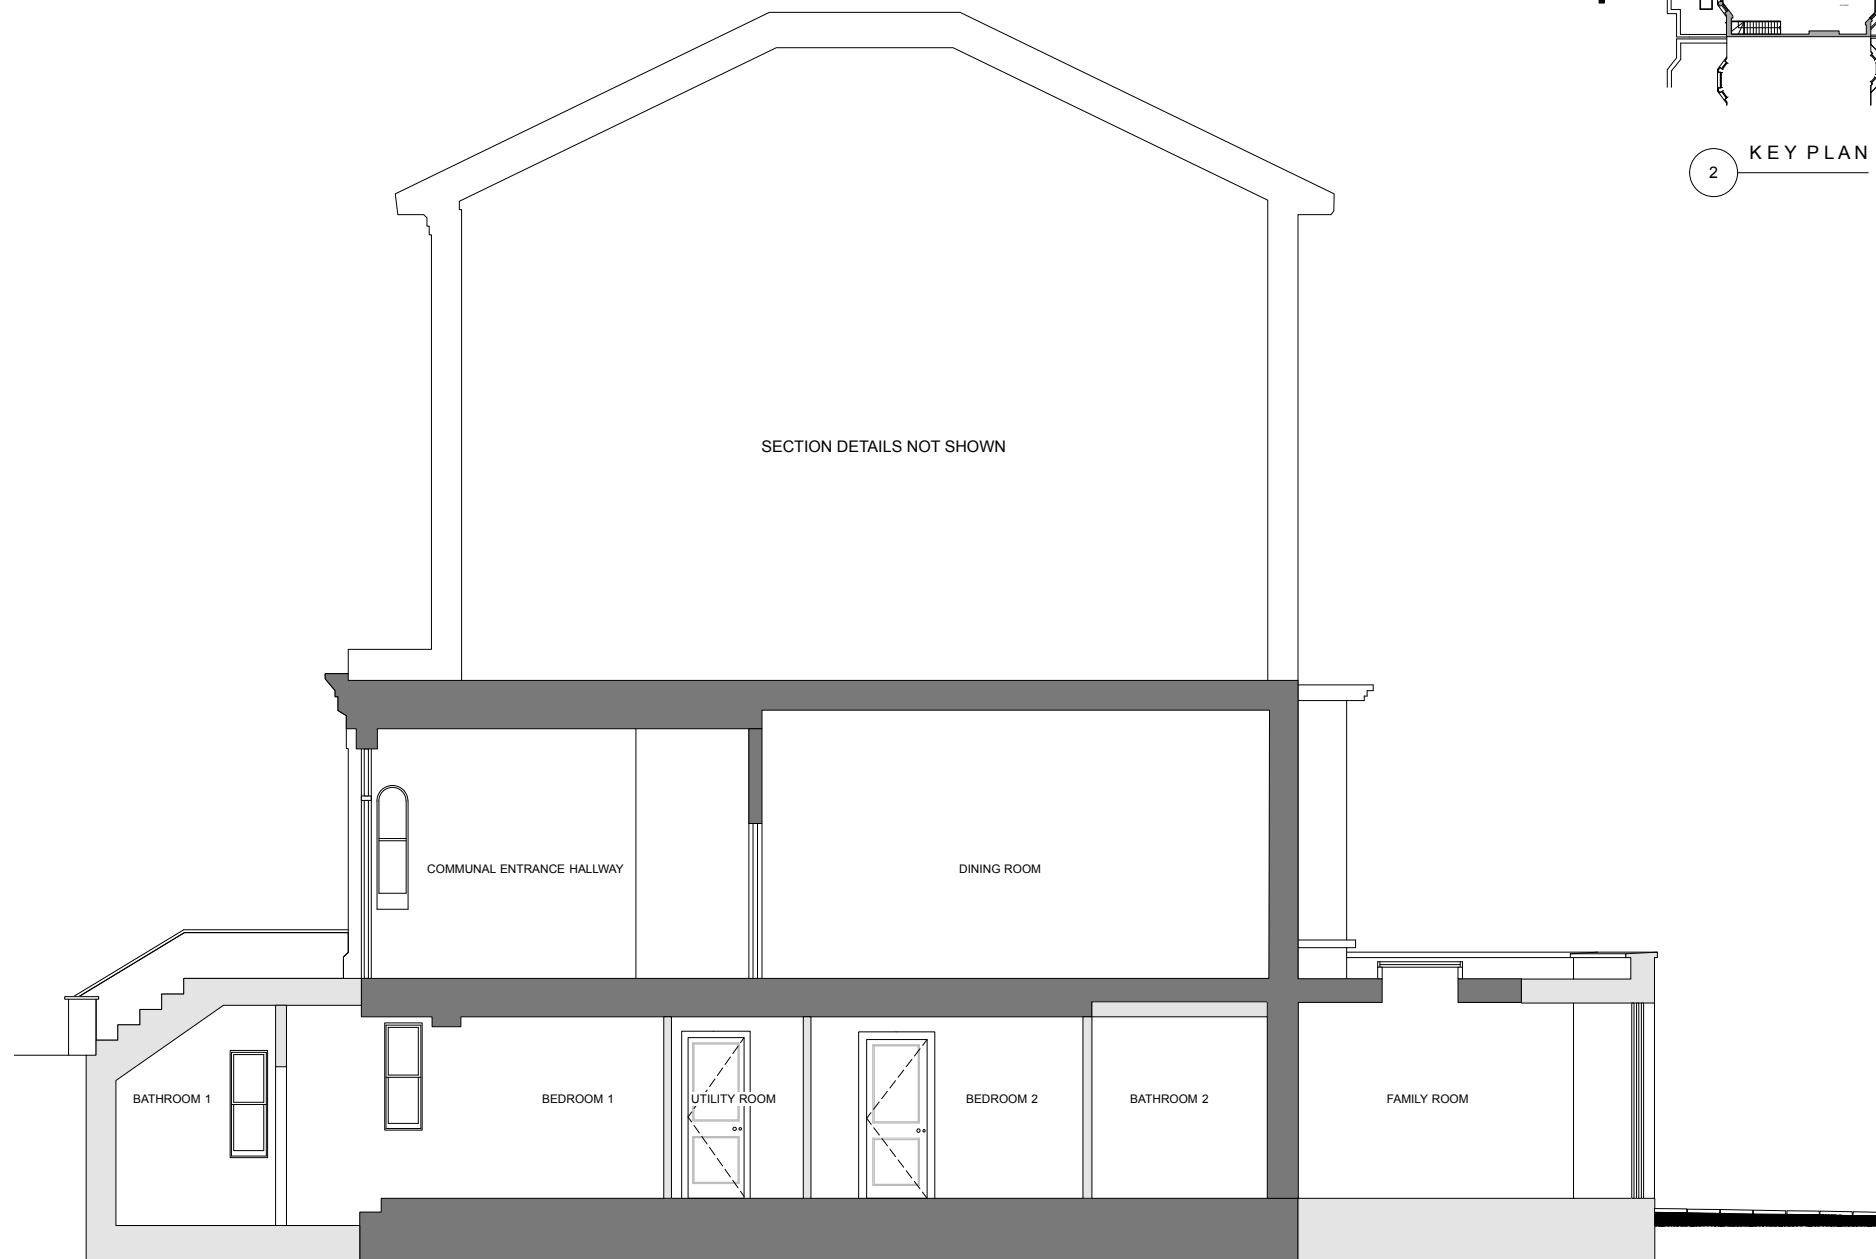 KEY PLAN
2
SECTION DETAILS NOT SHOWN
COMMUNAL ENTRANCE HALLWAY
DINING ROOM
BATHROOM 1
BEDROOM 1
UTILITY ROOM
BEDROOM 2
BATHROOM 2
FAMILY ROOM